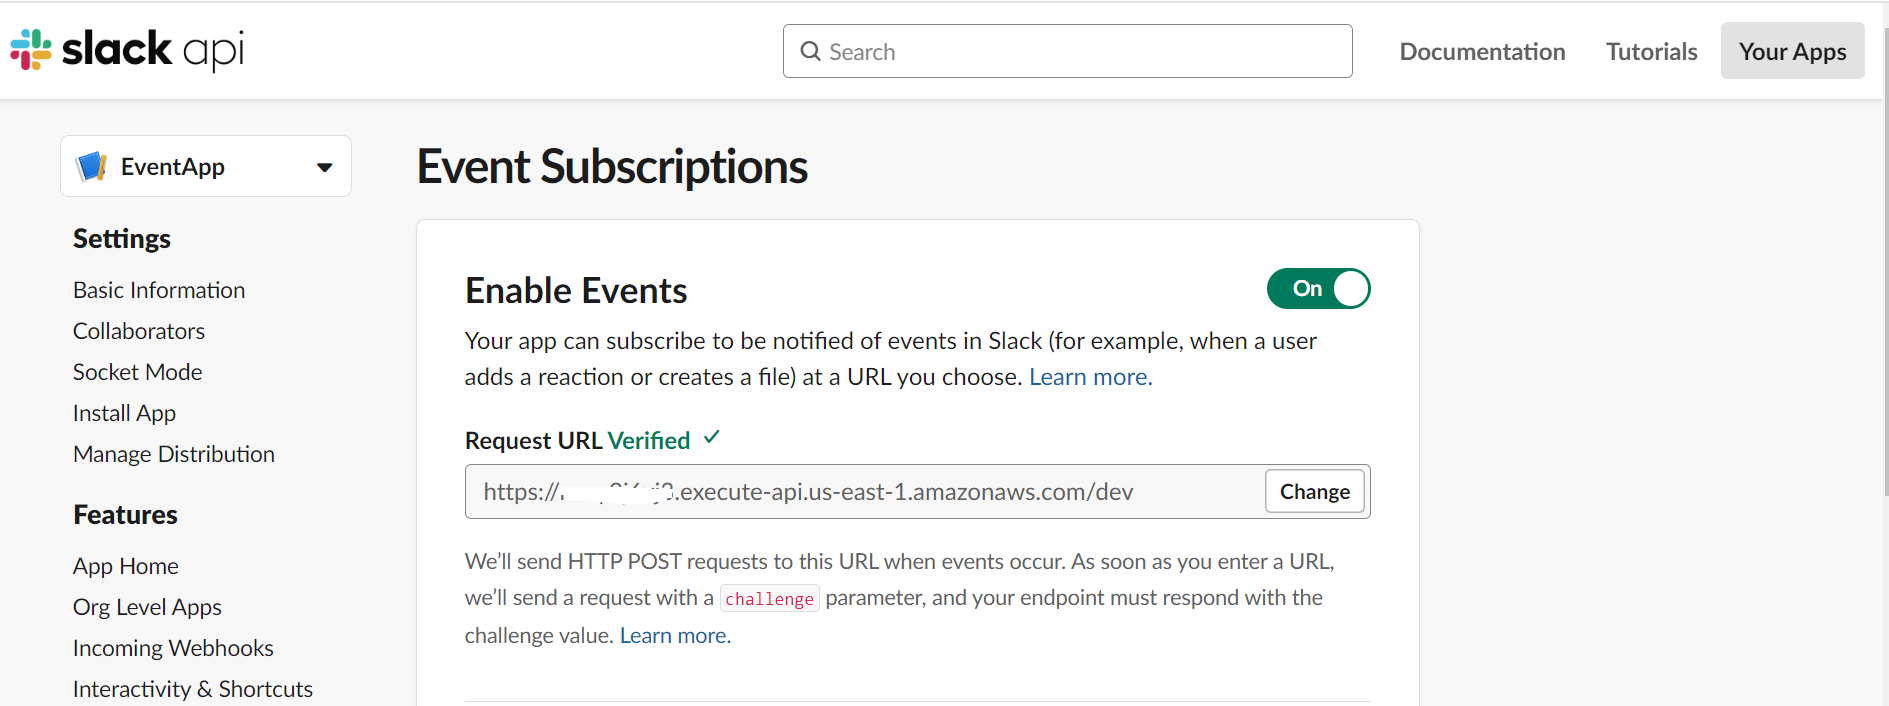 slack api
Search
Documentation
Tutorials
Your Apps
EventApp
Settings
Basic Information
Collaborators
Socket Mode
Install App
Manage Distribution
Features
App Home
Org Level Apps
Incoming Webhooks
Interactivity & Shortcuts
Event Subscriptions
Enable Events
On
Your app can subscribe to be notified of events in Slack (for example, when a user
adds a reaction or creates a file) at a URL you choose. Learn more.
Request URL Verified ✓
https:// .execute-api.us-east-1.amazonaws.com/dev
Change
We’ll send HTTP POST requests to this URL when events occur. As soon as you enter a URL,
we’ll send a request with a challenge parameter, and your endpoint must respond with the
challenge value. Learn more.